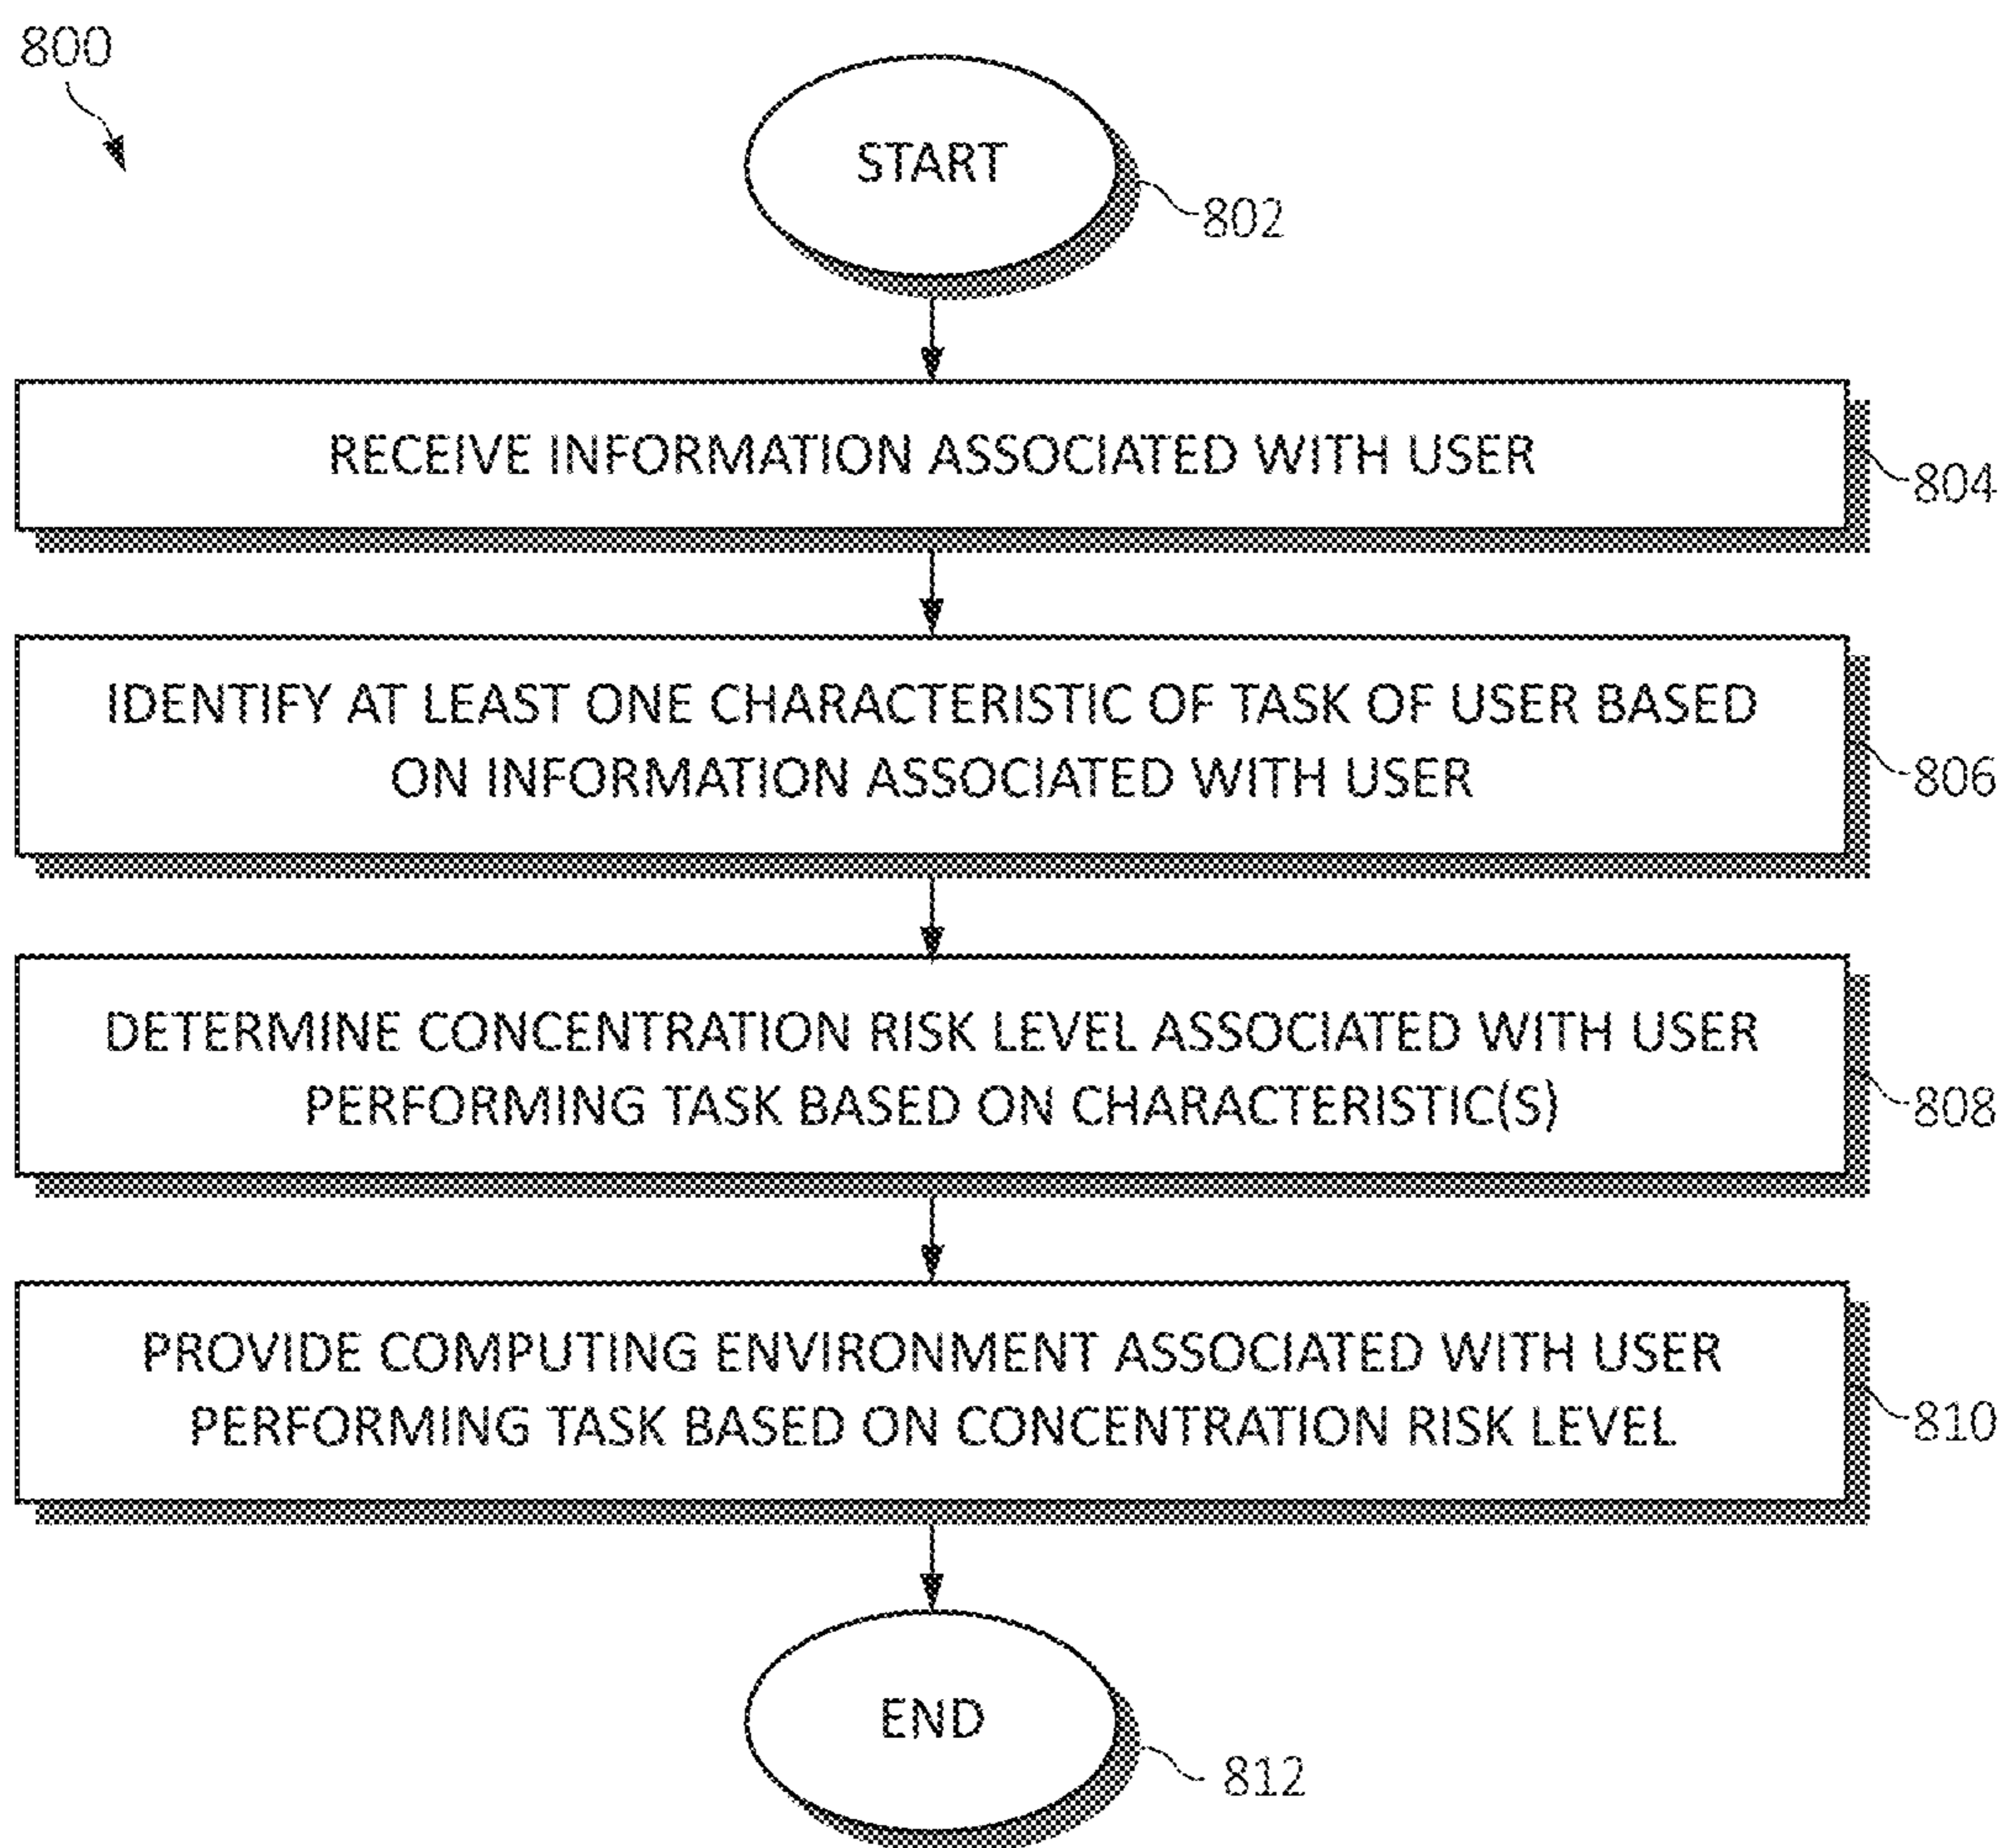 800
START
802
RECEIVE INFORMATION ASSOCIATED WITH USER
804
IDENTIFY AT LEAST ONE CHARACTERISTIC OF TASK OF USER BASED
ON INFORMATION ASSOCIATED WITH USER
806
DETERMINE CONCENTRATION RISK LEVEL ASSOCIATED WITH USER
PERFORMING TASK BASED ON CHARACTERISTIC(S)
808
PROVIDE COMPUTING ENVIRONMENT ASSOCIATED WITH USER
PERFORMING TASK BASED ON CONCENTRATION RISK LEVEL
810
END
812